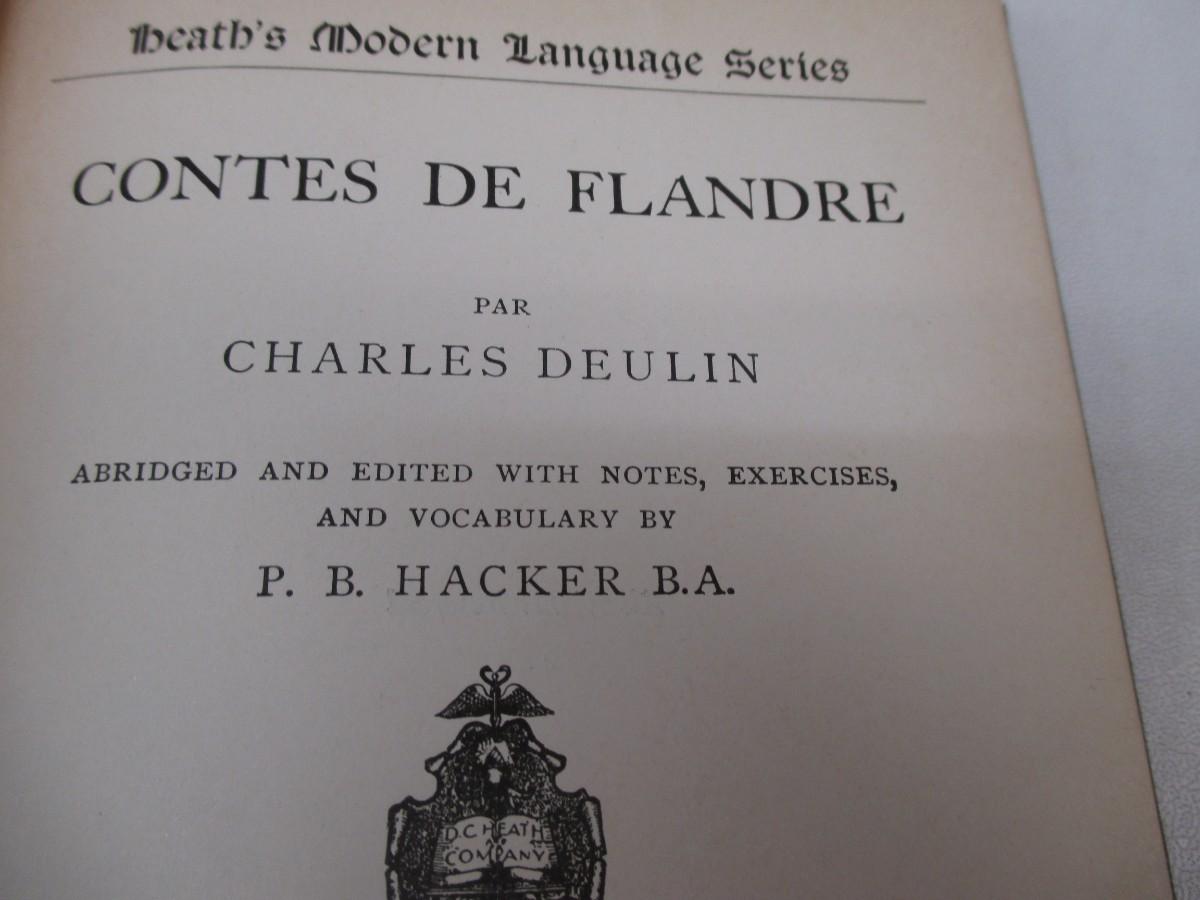 Heath's Modern Language Series
CONTES DE FLANDRE
PAR
CHARLES DEULIN
ABRIDGED AND EDITED WITH NOTES, EXERCISES,
AND VOCABULARY BY
P. B. HACKER B.A.
D.C HEATH
COMPANY